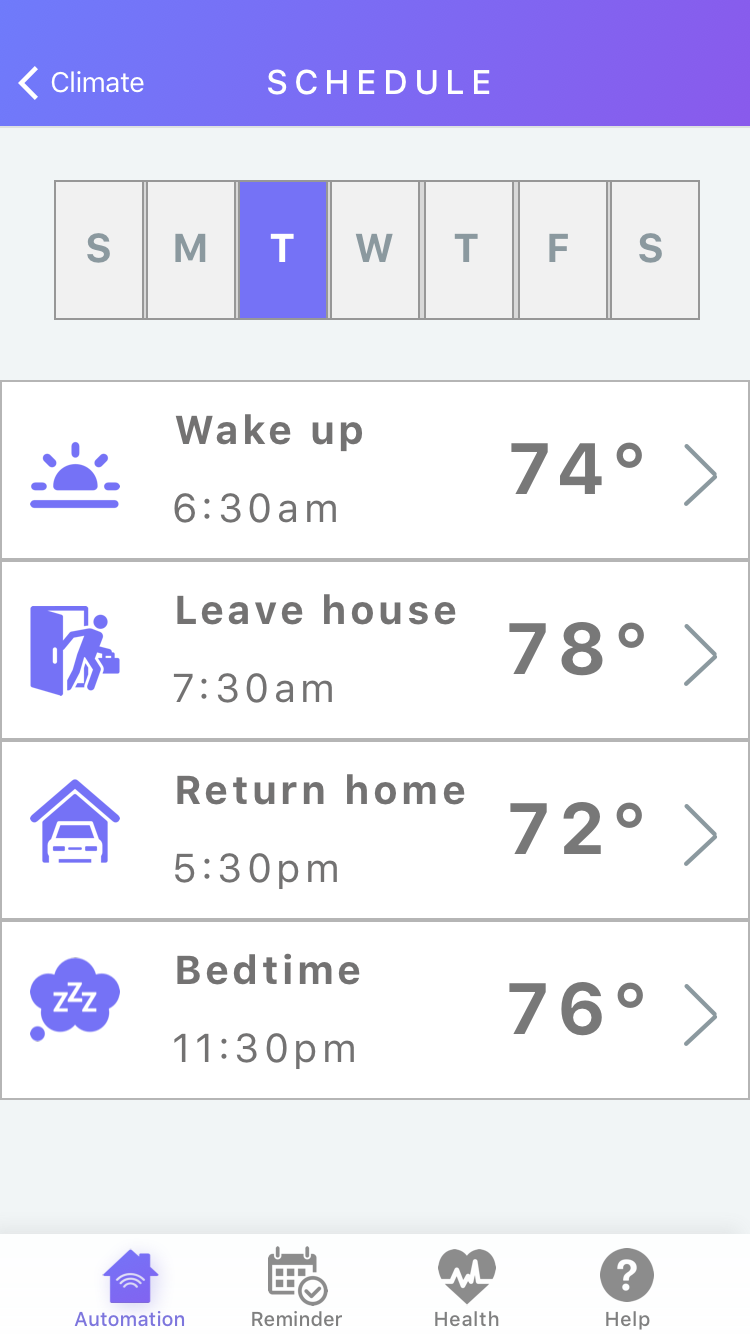 Climate SCHEDULE
S M T W T F S
Wake up
74°
6:30am
Leave house
78°
7:30am
Return home
72°
5:30pm
zZz
Bedtime
76°
11:30pm
?
Automation Reminder Health Help